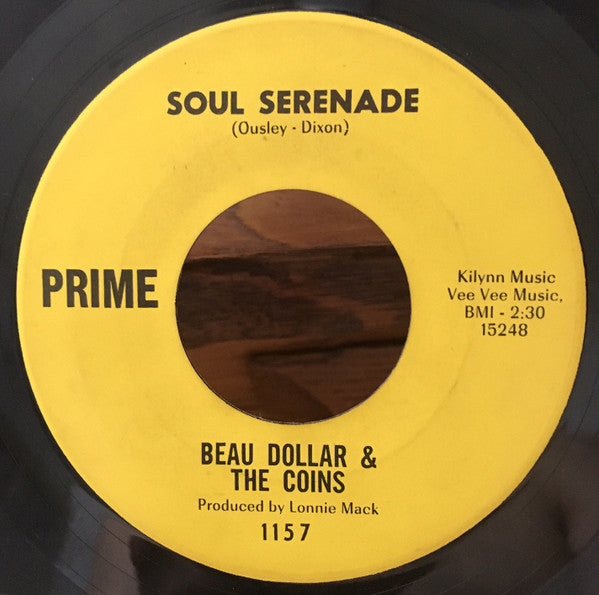 SOUL SERENADE
(Ousley - Dixon)
PRIME
Kilynn Music
Vee Vee Music,
BMI - 2:30
15248
BEAU DOLLAR &
THE COINS
Produced by Lonnie Mack
1157